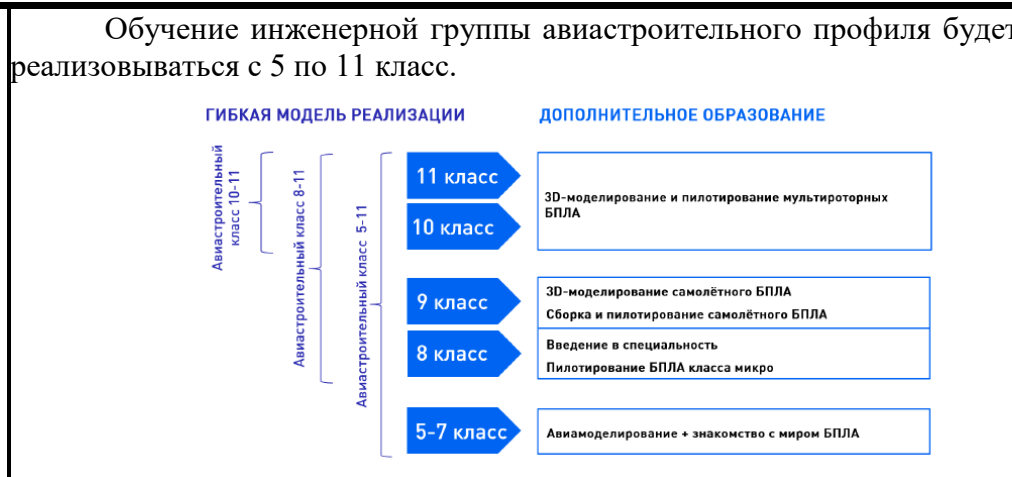 Обучение инженерной группы авиастроительного профиля будет
реализовываться с 5 по 11 класс.
ГИБКАЯ МОДЕЛЬ РЕАЛИЗАЦИИ
ДОПОЛНИТЕЛЬНОЕ ОБРАЗОВАНИЕ
Авиастроительный
класс 10-11
Авиастроительный класс 8-11
Авиастроительный класс 5-11
11 класс
10 класс
3D-моделирование и пилотирование мультироторных
БПЛА
9 класс
3D-моделирование самолётного БПЛА
Сборка и пилотирование самолётного БПЛА
8 класс
Введение в специальность
Пилотирование БПЛА класса микро
5-7 класс
Авиамоделирование + знакомство с миром БПЛА